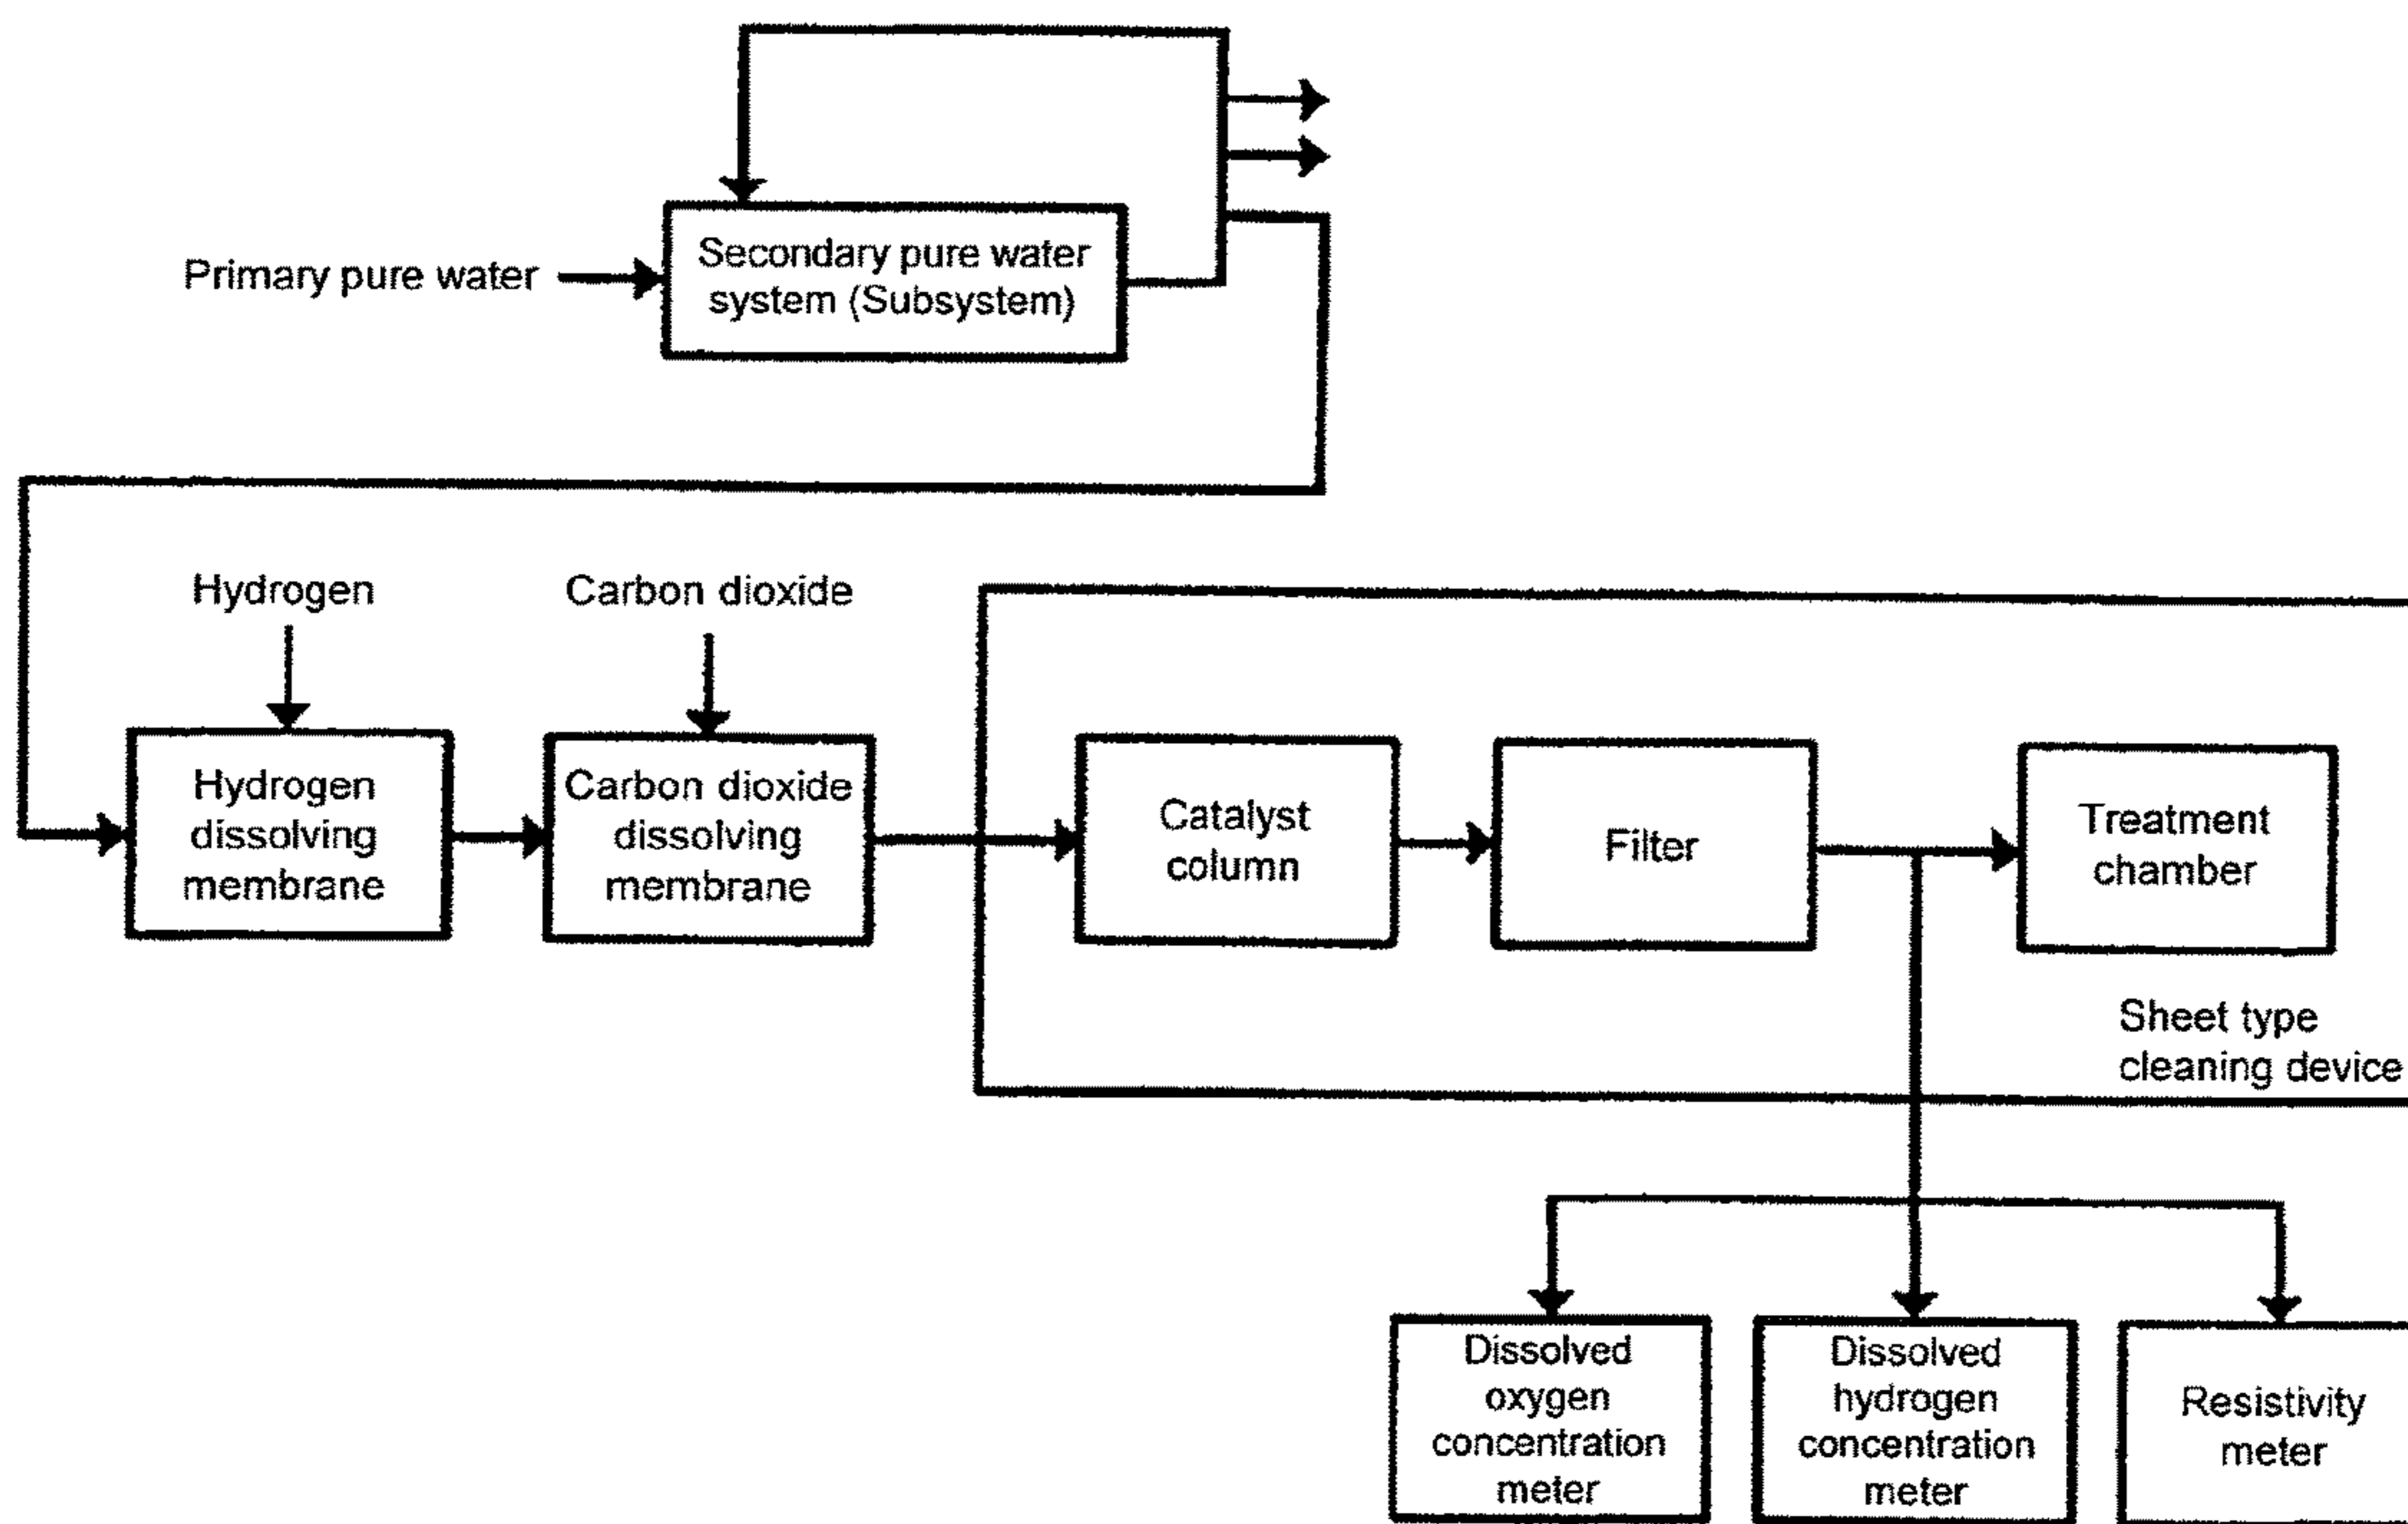 Primary pure water
Secondary pure water
system (Subsystem)
Hydrogen
Carbon dioxide
Hydrogen
dissolving
membrane
Carbon dioxide
dissolving
membrane
Catalyst
column
Filter
Treatment
chamber
Sheet type
cleaning device
Dissolved
oxygen
concentration
meter
Dissolved
hydrogen
concentration
meter
Resistivity
meter